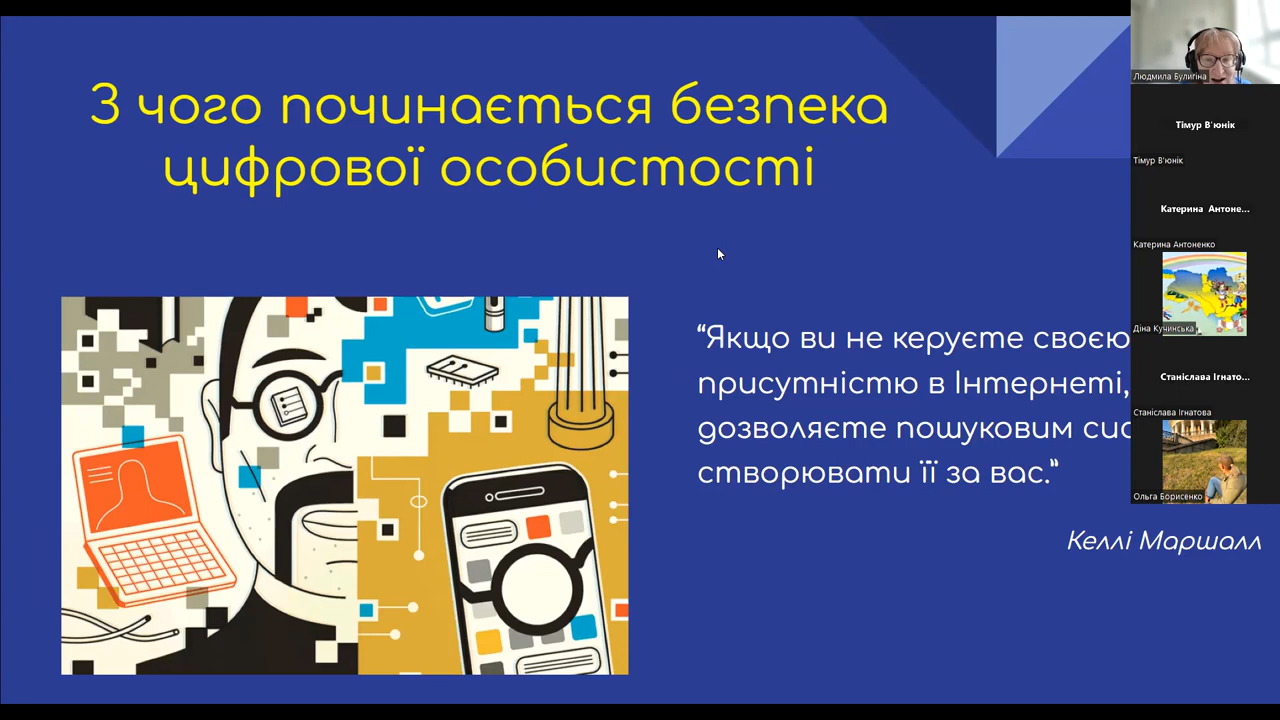 З чого починається безпека
цифрової особистості
“Якщо ви не керуєте своєю
присутністю в Інтернеті,
дозволяєте пошуковим
створювати її за вас.”
Келлі Маршалл
Людмила Булигіна
Тімур В'юнік
Тімур В'юнік
Катерина Антоне...
Катерина Антоненко
Діна Кучинська
Станіслава Ігнато...
Станіслава Ігнатова
Ольга Борисенко